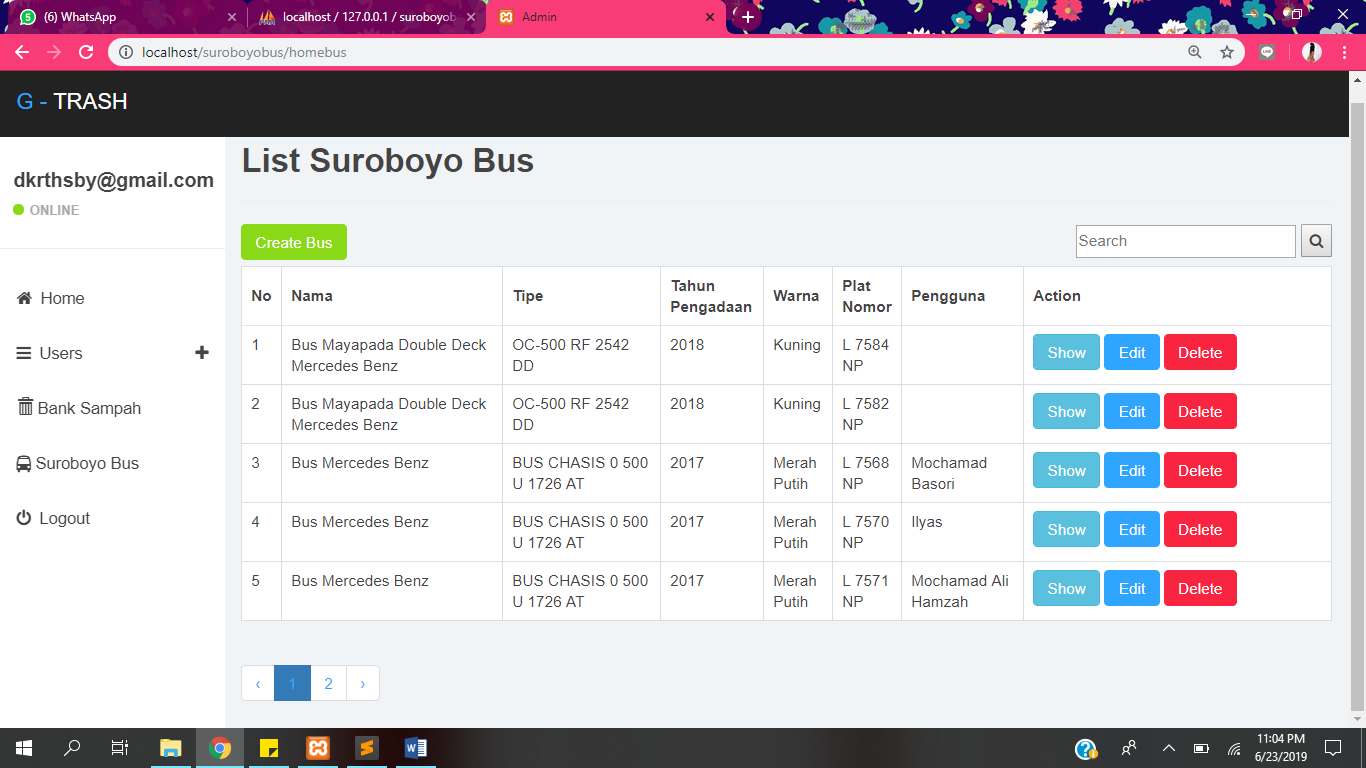 (6) WhatsApp
localhost / 127.0.0.1 / suroboyob
Admin
localhost/suroboyobus/homebus
G - TRASH
dkrthsby@gmail.com
ONLINE
Home
Users
Bank Sampah
Suroboyo Bus
Logout
List Suroboyo Bus
Create Bus
Search
No Nama Tipe Tahun Pengadaan Warna Plat Nomor Pengguna Action
1 Bus Mayapada Double Deck Mercedes Benz OC-500 RF 2542 DD 2018 Kuning L 7584 NP Show Edit Delete
2 Bus Mayapada Double Deck Mercedes Benz OC-500 RF 2542 DD 2018 Kuning L 7582 NP Show Edit Delete
3 Bus Mercedes Benz BUS CHASIS 0 500 U 1726 AT 2017 Merah Putih L 7568 NP Mochamad Basori Show Edit Delete
4 Bus Mercedes Benz BUS CHASIS 0 500 U 1726 AT 2017 Merah Putih L 7570 NP Ilyas Show Edit Delete
5 Bus Mercedes Benz BUS CHASIS 0 500 U 1726 AT 2017 Merah Putih L 7571 NP Mochamad Ali Hamzah Show Edit Delete
‹ 1 2 ›
11:04 PM
6/23/2019